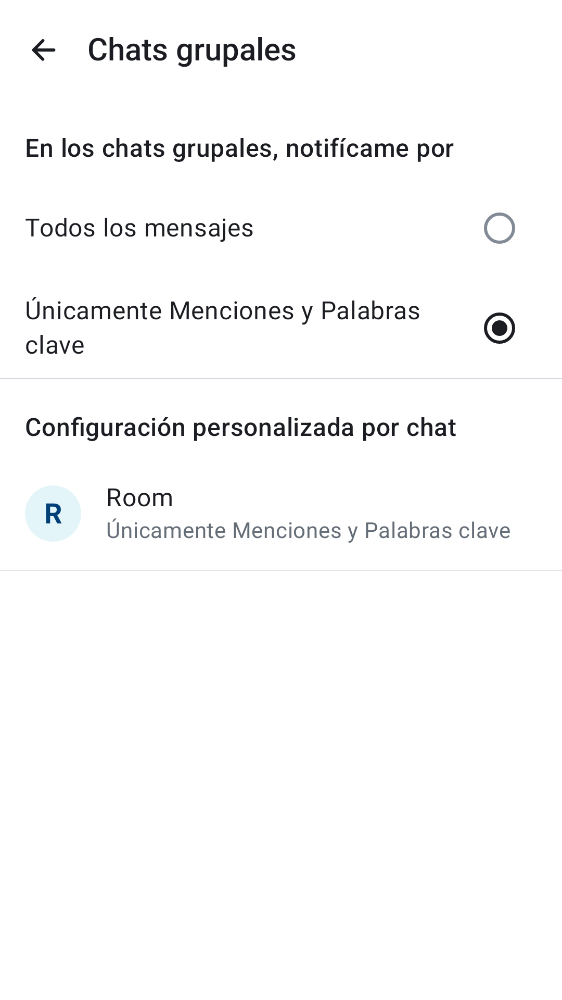 Chats grupales
En los chats grupales, notifícame por
Todos los mensajes
Únicamente Menciones y Palabras
clave
Configuración personalizada por chat
R
Room
Únicamente Menciones y Palabras clave